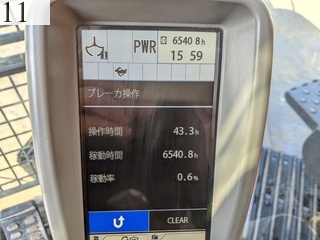 11
PWR 6540.8h
15 59
ブレーカ操作
操作時間 43.3h
稼動時間 6540.8h
稼動率 0.6%
CLEAR